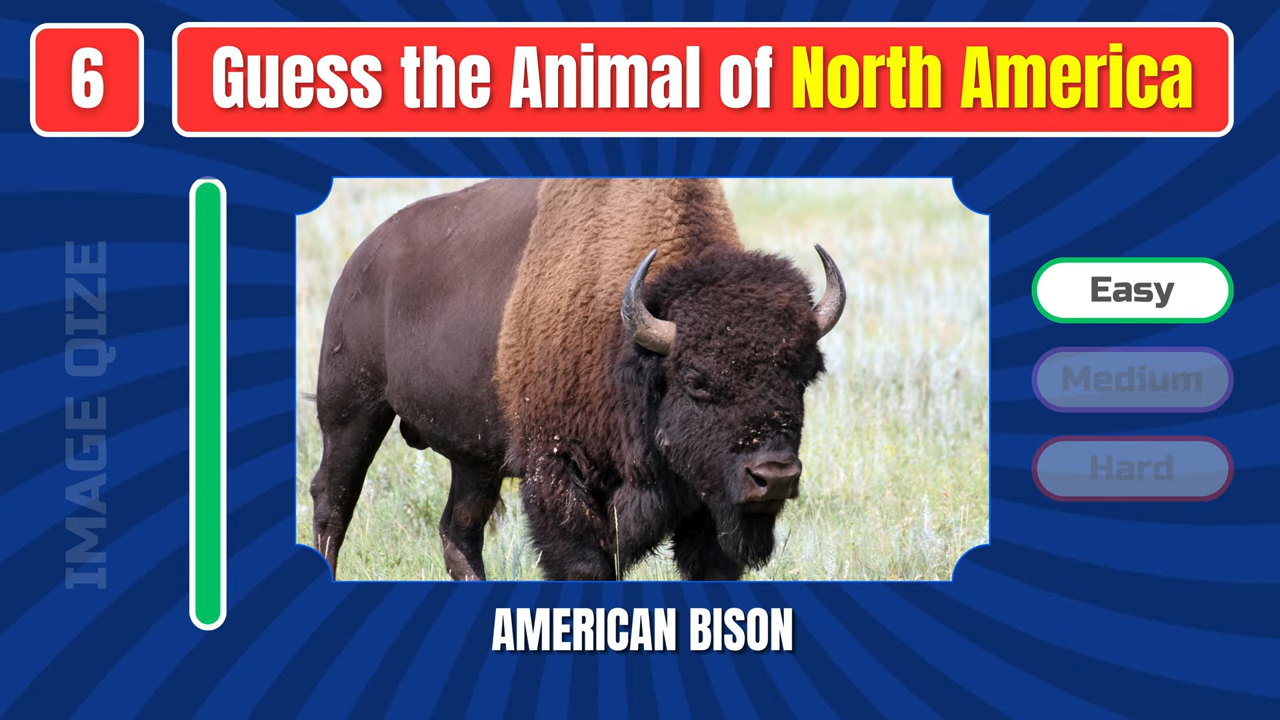 6
Guess the Animal of North America
IMAGE QIZE
Easy
Medium
Hard
AMERICAN BISON